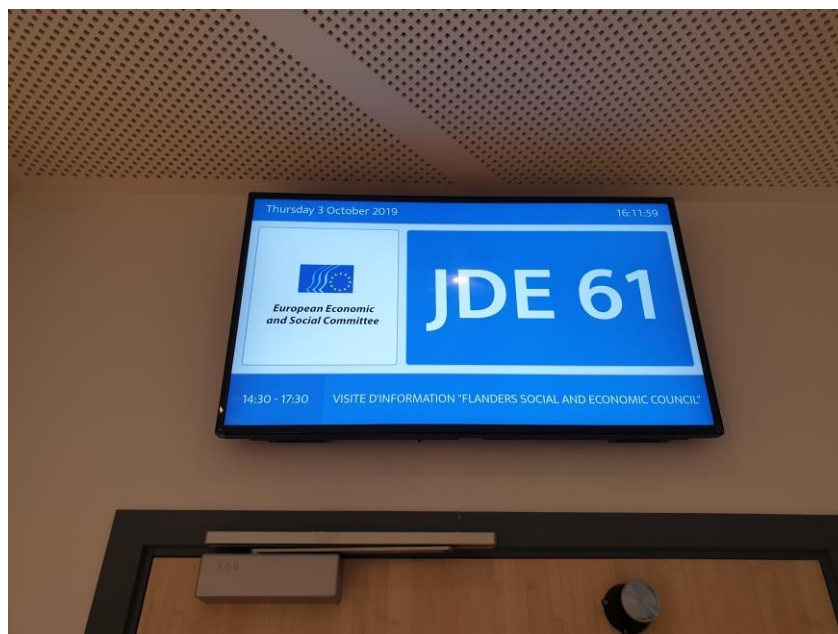 Thursday 3 October 2019
16:11:59
European Economic
and Social Committee
JDE 61
14:30 - 17:30
VISITE D'INFORMATION "FLANDERS SOCIAL AND ECONOMIC COUNCIL"